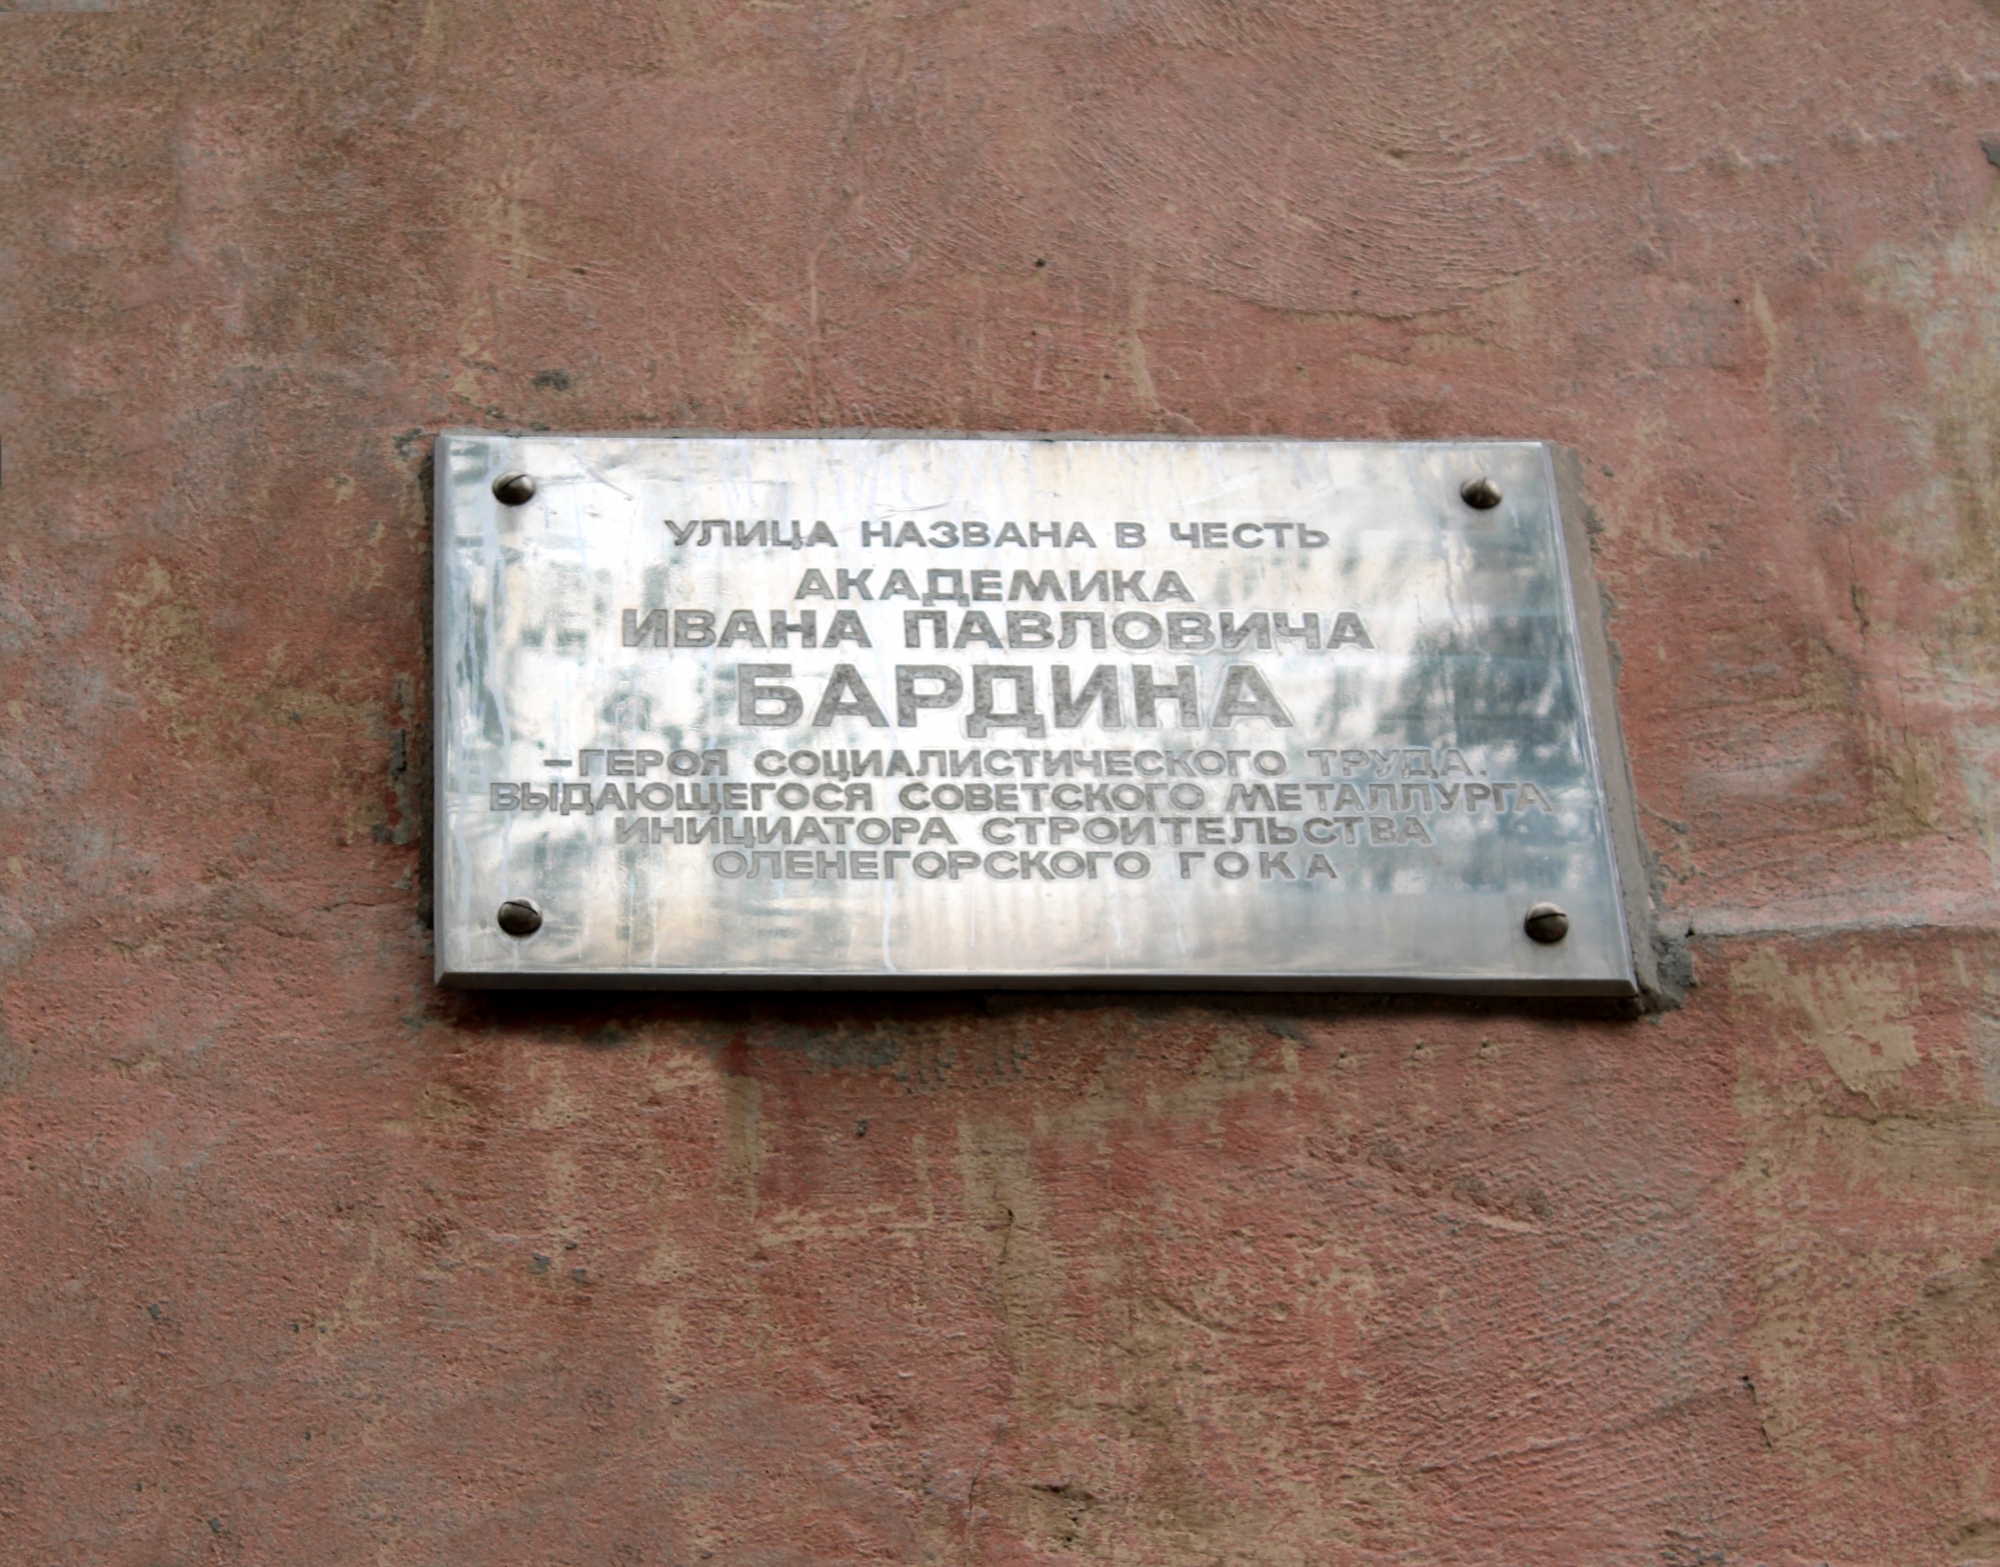 УЛИЦА НАЗВАНА В ЧЕСТЬ
АКАДЕМИКА
ИВАНА ПАВЛОВИЧА
БАРДИНА
–ГЕРОЯ СОЦИАЛИСТИЧЕСКОГО ТРУДА,
ВЫДАЮЩЕГОСЯ СОВЕТСКОГО МЕТАЛЛУРГА,
ИНИЦИАТОРА СТРОИТЕЛЬСТВА
ОЛЕНЕГОРСКОГО ГОКА